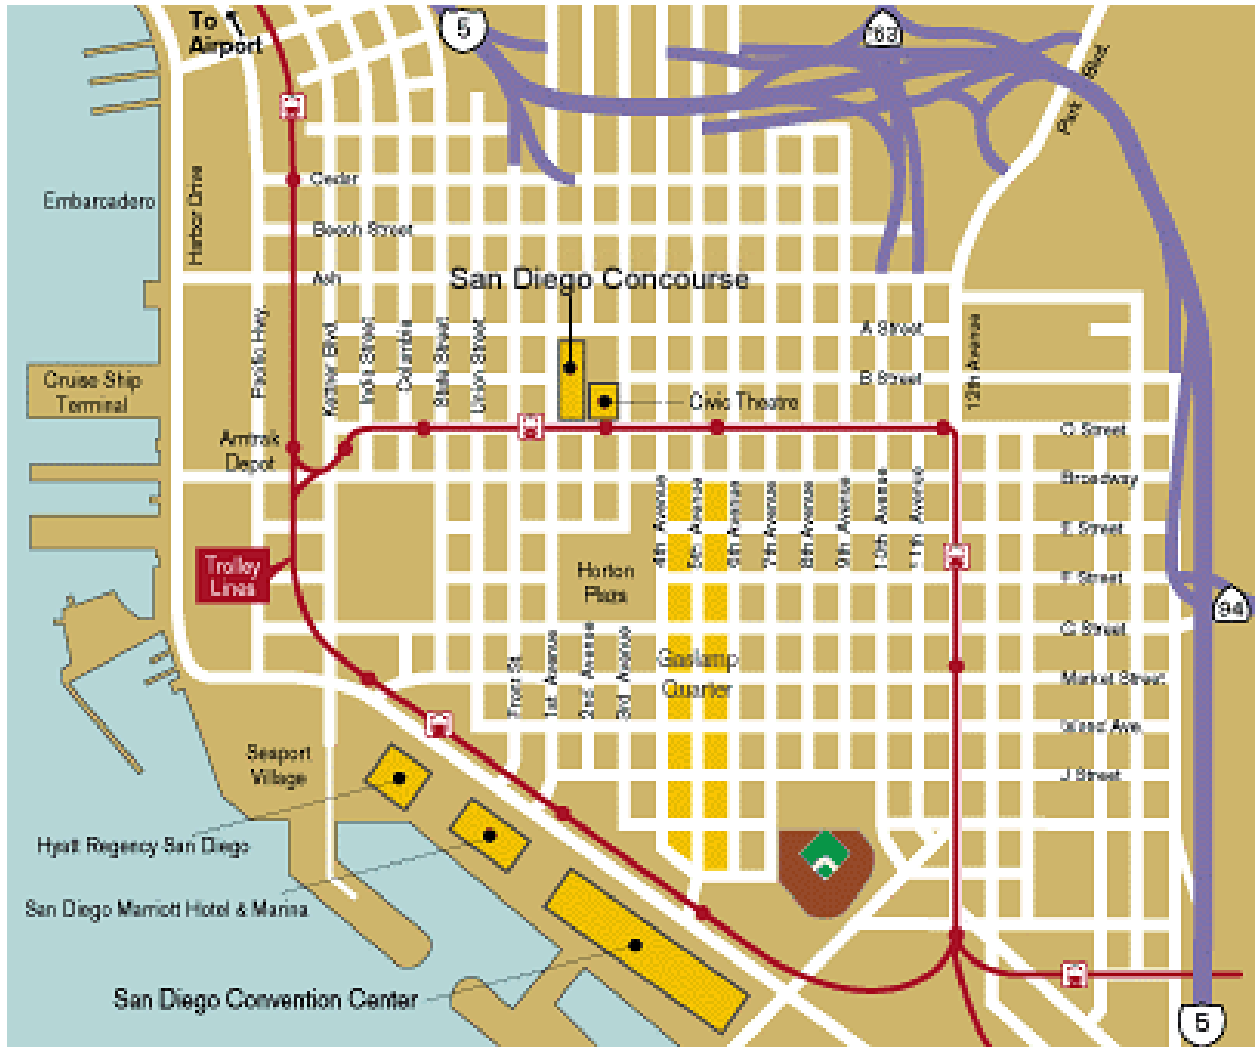 To
Airport
5
163
Park Blvd
Embarcadero
Harbor Drive
Cedar
Beech Street
Ash
San Diego Concourse
Pacific Hwy.
Kettner Blvd.
India Street
Columbia
State Street
Union Street
A Street
B Street
12th Avenue
Cruise Ship
Terminal
Civic Theatre
Amtrak
Depot
C Street
Broadway
4th Avenue
5th Avenue
6th Avenue
7th Avenue
8th Avenue
9th Avenue
10th Avenue
11th Avenue
E Street
Trolley
Lines
Horton
Plaza
F Street
94
G Street
Front St.
1st Avenue
2nd Avenue
3rd Avenue
Gaslamp
Quarter
Market Street
Island Ave.
Seaport
Village
J Street
Hyatt Regency San Diego
San Diego Marriott Hotel & Marina
San Diego Convention Center
5